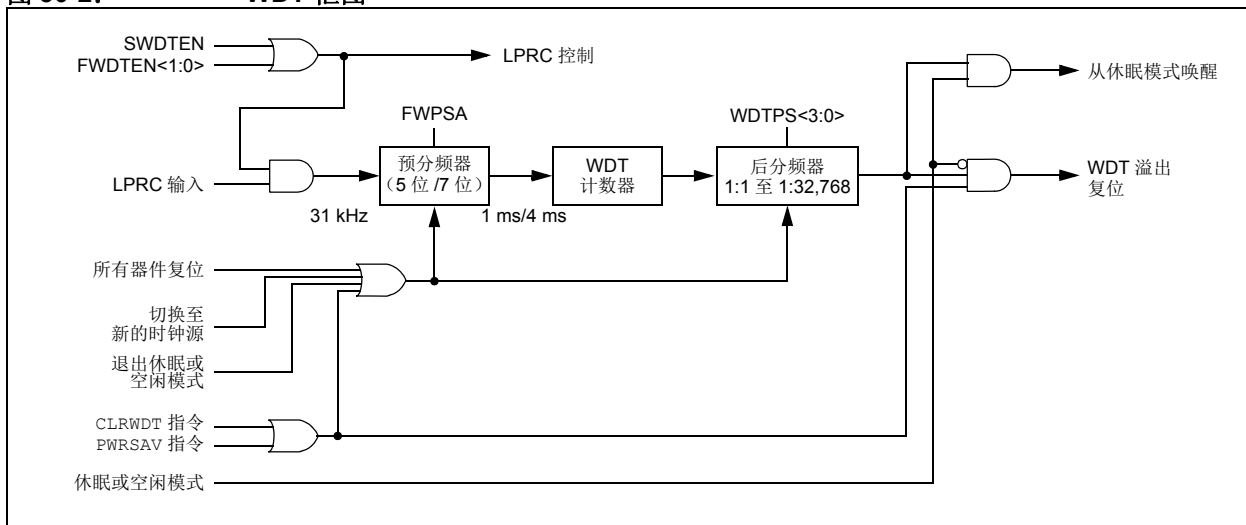 SWDTEN
FWDTEN<1:0>
LPRC 控制
从休眠模式唤醒
FWPSA
WDTPS<3:0>
预分频器
(5 位 /7 位)
WDT
计数器
后分频器
1:1 至 1:32,768
LPRC 输入
WDT 溢出
复位
31 kHz
1 ms/4 ms
所有器件复位
切换至
新的时钟源
退出休眠或
空闲模式
CLRWDT 指令
PWRSAV 指令
休眠或空闲模式